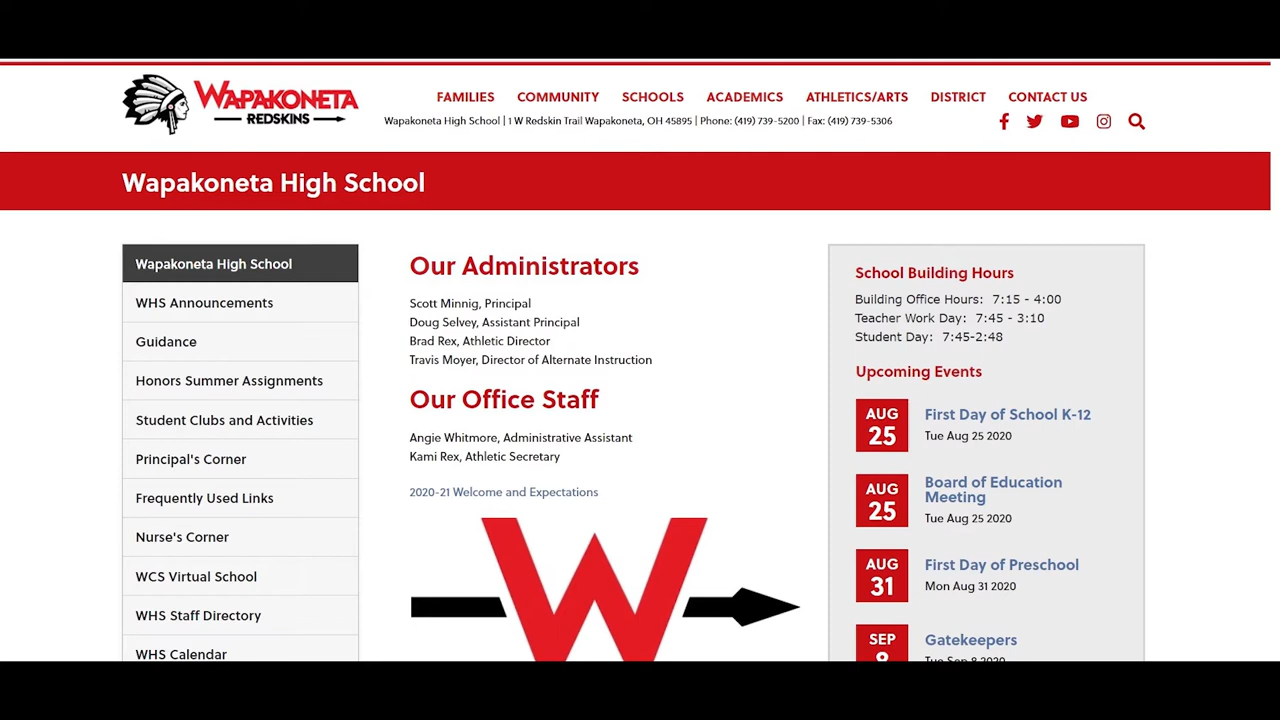 WAPAKONETA
REDSKINS
FAMILIES COMMUNITY SCHOOLS ACADEMICS ATHLETICS/ARTS DISTRICT CONTACT US
Wapakoneta High School | 1 W Redskin Trail Wapakoneta, OH 45895 | Phone: (419) 739-5200 | Fax: (419) 739-5306
Wapakoneta High School
Wapakoneta High School
WHS Announcements
Guidance
Honors Summer Assignments
Student Clubs and Activities
Principal's Corner
Frequently Used Links
Nurse's Corner
WCS Virtual School
WHS Staff Directory
WHS Calendar
Our Administrators
Scott Minnig, Principal
Doug Selvey, Assistant Principal
Brad Rex, Athletic Director
Travis Moyer, Director of Alternate Instruction
Our Office Staff
Angie Whitmore, Administrative Assistant
Kami Rex, Athletic Secretary
2020-21 Welcome and Expectations
W
School Building Hours
Building Office Hours: 7:15 - 4:00
Teacher Work Day: 7:45 - 3:10
Student Day: 7:45-2:48
Upcoming Events
AUG
25
First Day of School K-12
Tue Aug 25 2020
AUG
25
Board of Education
Meeting
Tue Aug 25 2020
AUG
31
First Day of Preschool
Mon Aug 31 2020
SEP
8
Gatekeepers
Tue Sep 8 2020